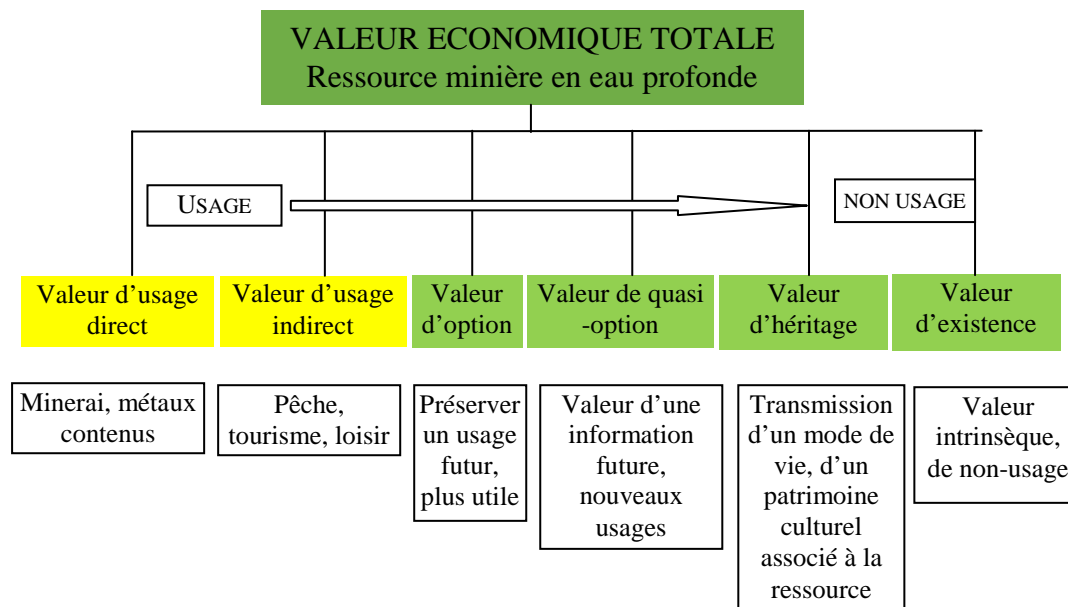 VALEUR ECONOMIQUE TOTALE
Ressource minière en eau profonde
USAGE
NON USAGE
Valeur d’usage
direct
Valeur d’usage
indirect
Valeur
d’option
Valeur de quasi
-option
Valeur
d’héritage
Valeur
d’existence
Minerai, métaux
contenus
Pêche,
tourisme, loisir
Préserver
un usage
futur,
plus utile
Valeur d’une
information
future,
nouveaux
usages
Transmission
d’un mode de
vie, d’un
patrimoine
culturel
associé à la
ressource
Valeur
intrinsèque,
de non-usage